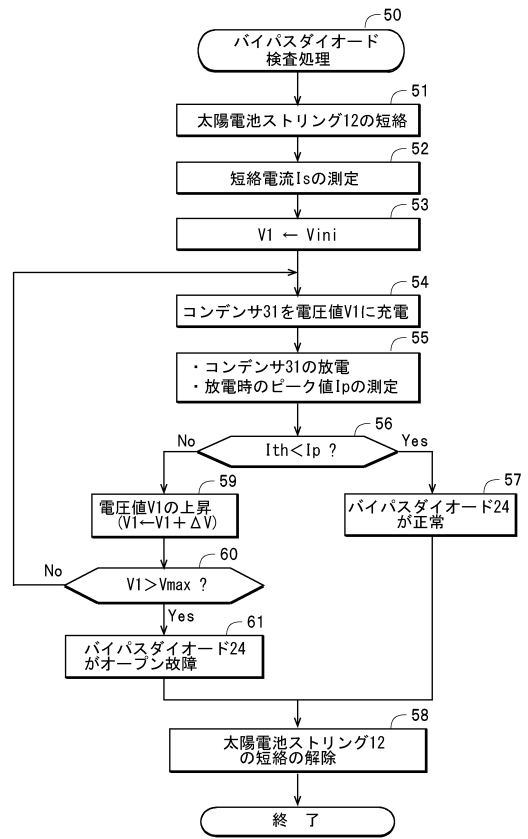 50
バイパスダイオード
検査処理
51
太陽電池ストリング12の短絡
52
短絡電流Isの測定
53
V1 ← Vini
54
コンデンサ31を電圧値V1に充電
55
・コンデンサ31の放電
・放電時のピーク値Ipの測定
56
Ith＜Ip ?
No
Yes
57
バイパスダイオード24
が正常
59
電圧値V1の上昇
(V1←V1＋ΔV)
60
V1＞Vmax ?
No
Yes
61
バイパスダイオード24
がオープン故障
58
太陽電池ストリング12
の短絡の解除
終 了